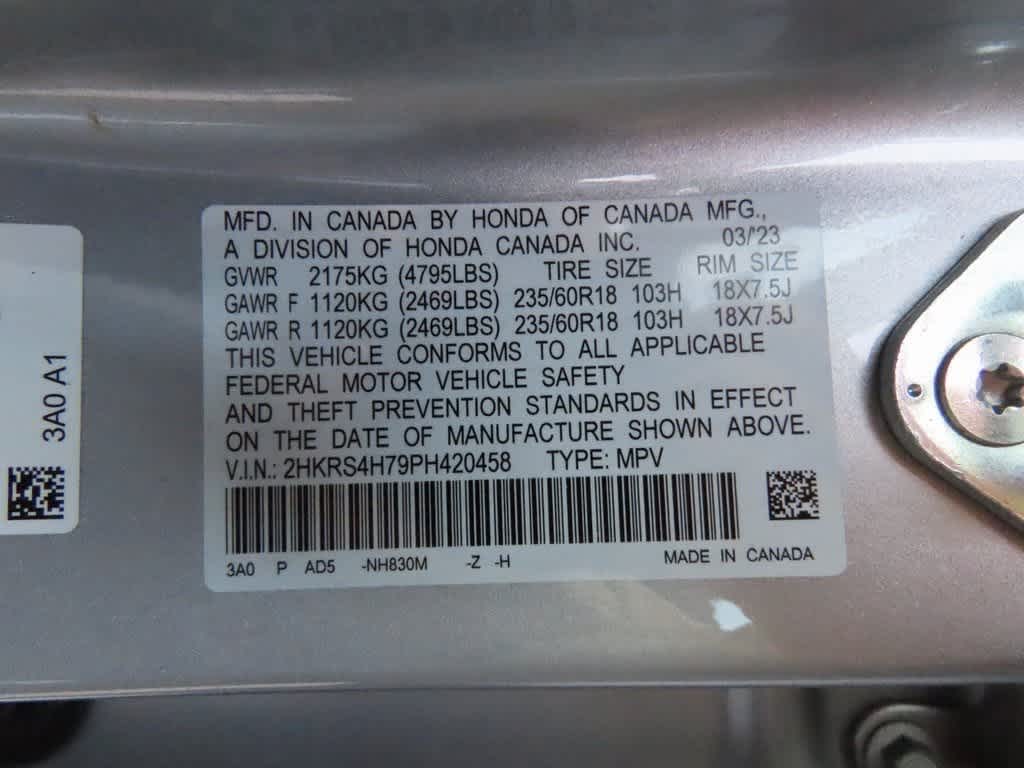 MFD. IN CANADA BY HONDA OF CANADA MFG.,
A DIVISION OF HONDA CANADA INC. 03/'23
GVWR 2175KG (4795LBS) TIRE SIZE RIM SIZE
GAWR F 1120KG (2469LBS) 235/60R18 103H 18X7.5J
GAWR R 1120KG (2469LBS) 235/60R18 103H 18X7.5J
THIS VEHICLE CONFORMS TO ALL APPLICABLE
FEDERAL MOTOR VEHICLE SAFETY
AND THEFT PREVENTION STANDARDS IN EFFECT
ON THE DATE OF MANUFACTURE SHOWN ABOVE.
V.I.N.: 2HKRS4H79PH420458 TYPE: MPV
3A0 P AD5 -NH830M -Z -H MADE IN CANADA
3A0 A1